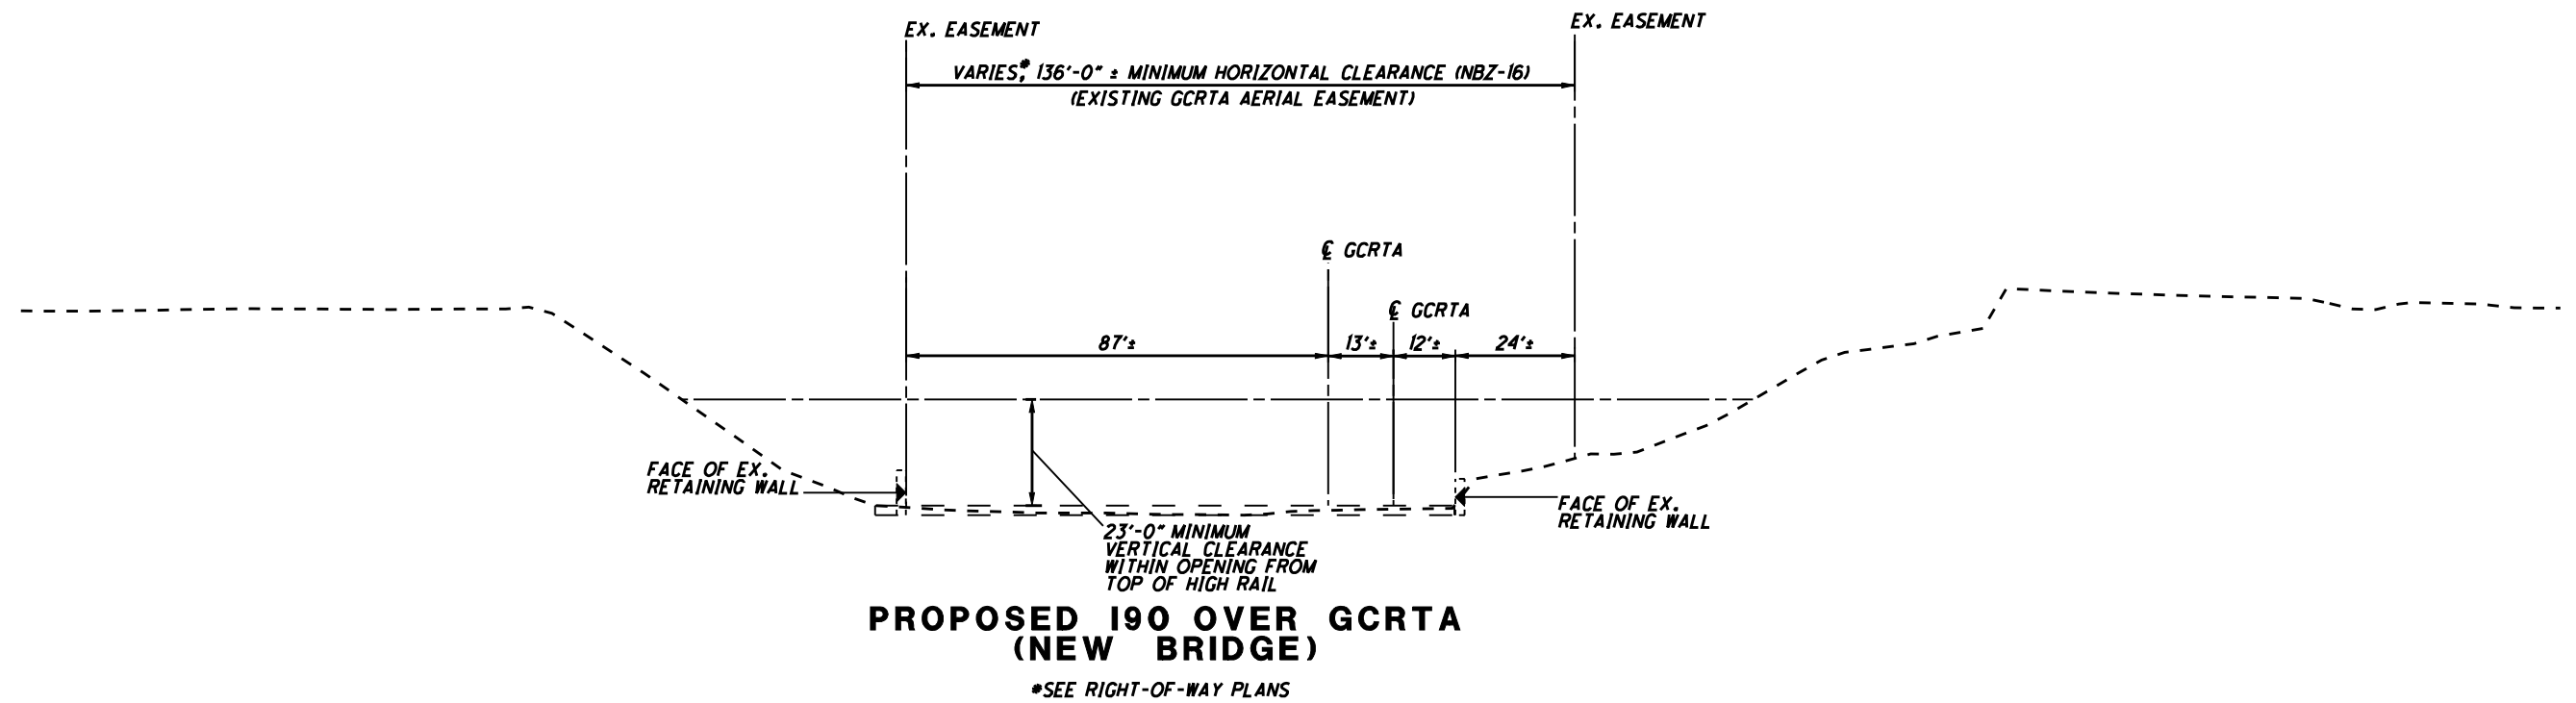 EX. EASEMENT
EX. EASEMENT
VARIES,* 136'-0" ± MINIMUM HORIZONTAL CLEARANCE (NBZ-16)
(EXISTING GCRTA AERIAL EASEMENT)
℄ GCRTA
℄ GCRTA
87'±
13'±
12'±
24'±
FACE OF EX.
RETAINING WALL
FACE OF EX.
RETAINING WALL
23'-0" MINIMUM
VERTICAL CLEARANCE
WITHIN OPENING FROM
TOP OF HIGH RAIL
PROPOSED I90 OVER GCRTA
(NEW BRIDGE)
*SEE RIGHT-OF-WAY PLANS